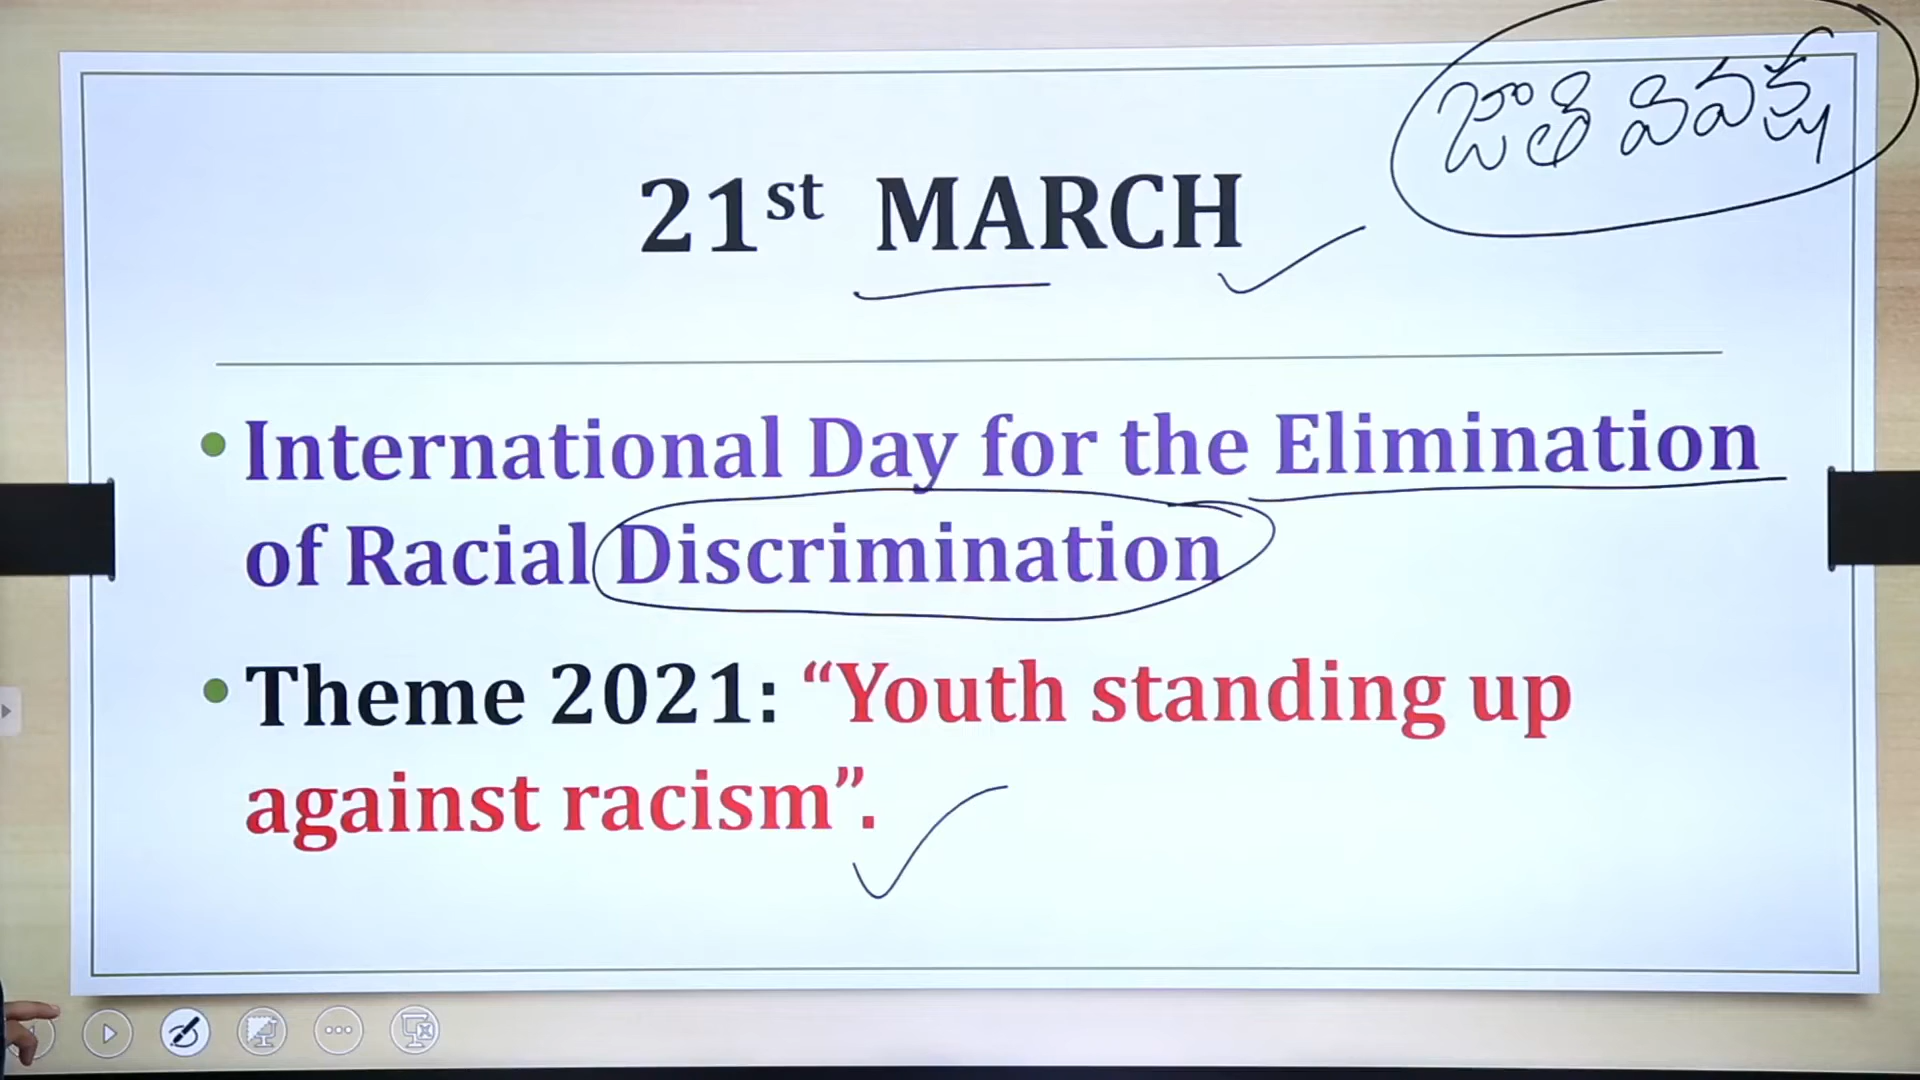 జాతి వివక్ష
21st MARCH
• International Day for the Elimination
of Racial Discrimination
• Theme 2021: “Youth standing up
against racism”.